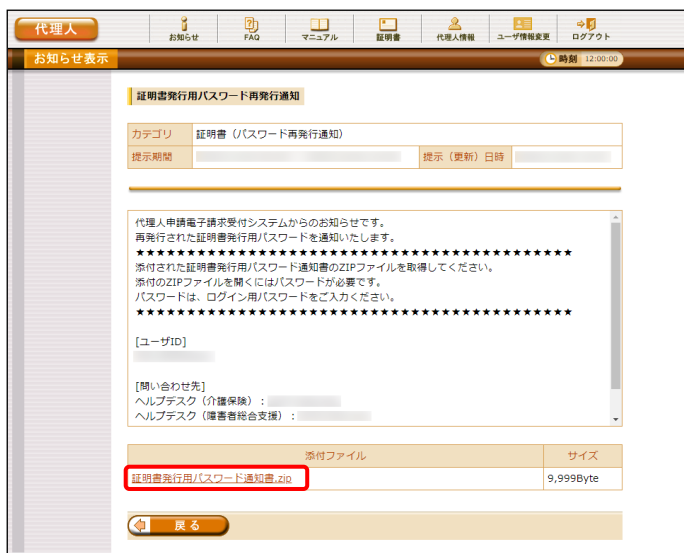 代理人
お知らせ
FAQ
マニュアル
証明書
代理人情報
ユーザ情報変更
ログアウト
お知らせ表示
時刻 12:00:00
証明書発行用パスワード再発行通知
カテゴリ 証明書（パスワード再発行通知）
提示期間 提示（更新）日時
代理人申請電子請求受付システムからのお知らせです。
再発行された証明書発行用パスワードを通知いたします。
★★★★★★★★★★★★★★★★★★★★★★★★★★★★★★★★★★★★★★★★★★★
添付された証明書発行用パスワード通知書のZIPファイルを取得してください。
添付のZIPファイルを開くにはパスワードが必要です。
パスワードは、ログイン用パスワードをご入力ください。
★★★★★★★★★★★★★★★★★★★★★★★★★★★★★★★★★★★★★★★★★★★
[ユーザID]
[問い合わせ先]
ヘルプデスク（介護保険）：
ヘルプデスク（障害者総合支援）：
添付ファイル サイズ
証明書発行用パスワード通知書.zip 9,999Byte
戻る